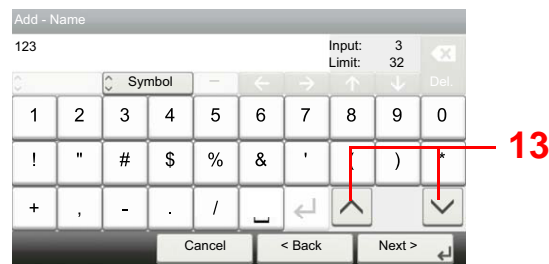 Add - Name
123 Input: 3
Limit: 32
Symbol Del.
1 2 3 4 5 6 7 8 9 0
! " # $ % & ' ( ) *
+ , - . /
Cancel < Back Next >
13